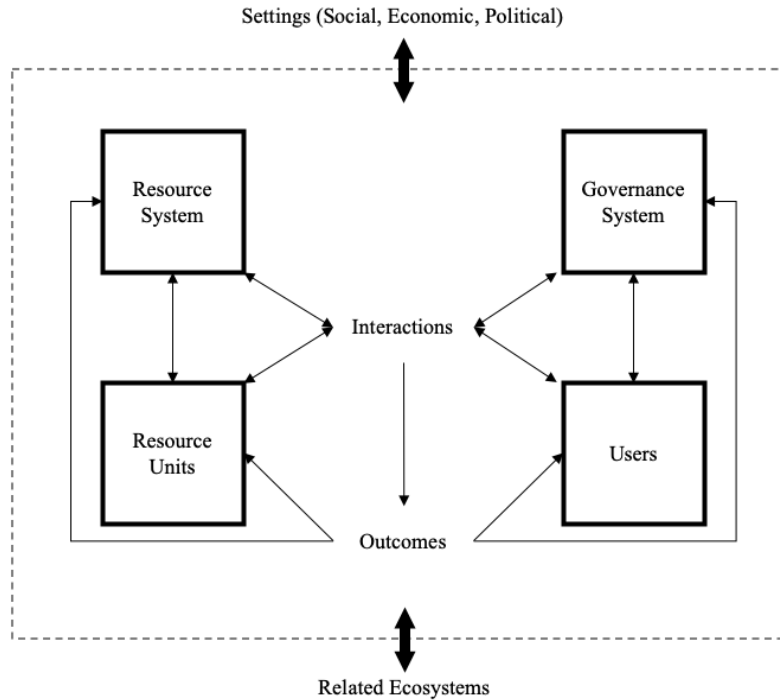 Settings (Social, Economic, Political)
Resource
System
Governance
System
Interactions
Resource
Units
Users
Outcomes
Related Ecosystems